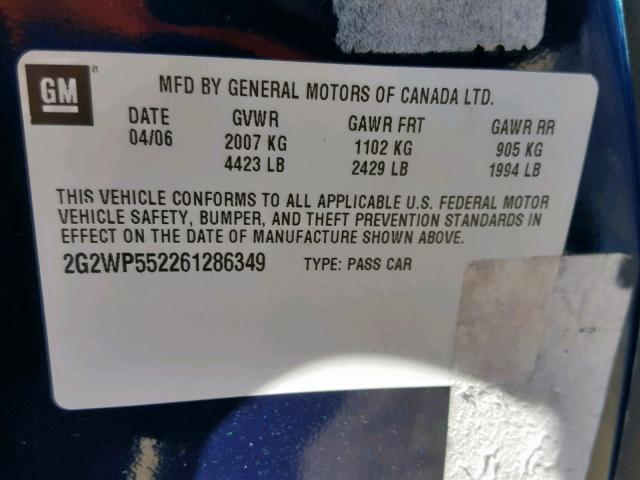 GM ®
MFD BY GENERAL MOTORS OF CANADA LTD.
DATE GVWR GAWR FRT GAWR RR
04/06 2007 KG 1102 KG 905 KG
4423 LB 2429 LB 1994 LB
THIS VEHICLE CONFORMS TO ALL APPLICABLE U.S. FEDERAL MOTOR
VEHICLE SAFETY, BUMPER, AND THEFT PREVENTION STANDARDS IN
EFFECT ON THE DATE OF MANUFACTURE SHOWN ABOVE.
2G2WP552261286349 TYPE: PASS CAR